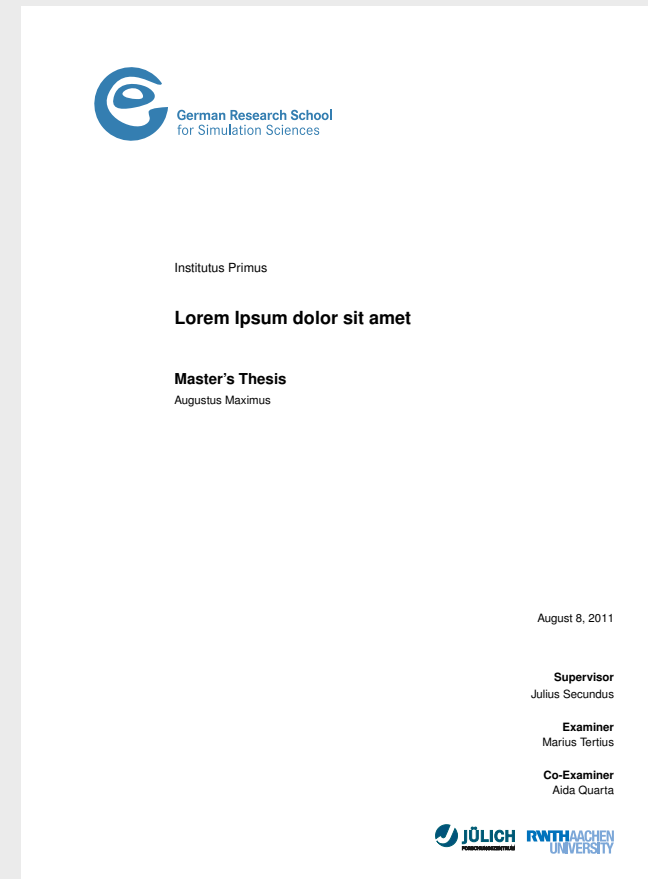 German Research School
for Simulation Sciences
Institutus Primus
Lorem Ipsum dolor sit amet
Master's Thesis
Augustus Maximus
August 8, 2011
Supervisor
Julius Secundus
Examiner
Marius Tertius
Co-Examiner
Aida Quarta
JÜLICH
FORSCHUNGSZENTRUM
RWTHAACHEN
UNIVERSITY